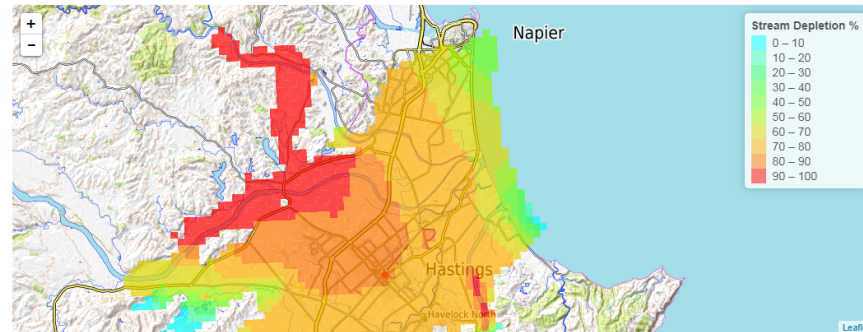 +
−
Napier
Stream Depletion %
0 – 10
10 – 20
20 – 30
30 – 40
40 – 50
50 – 60
60 – 70
70 – 80
80 – 90
90 – 100
Hastings
Havelock North
Leafl